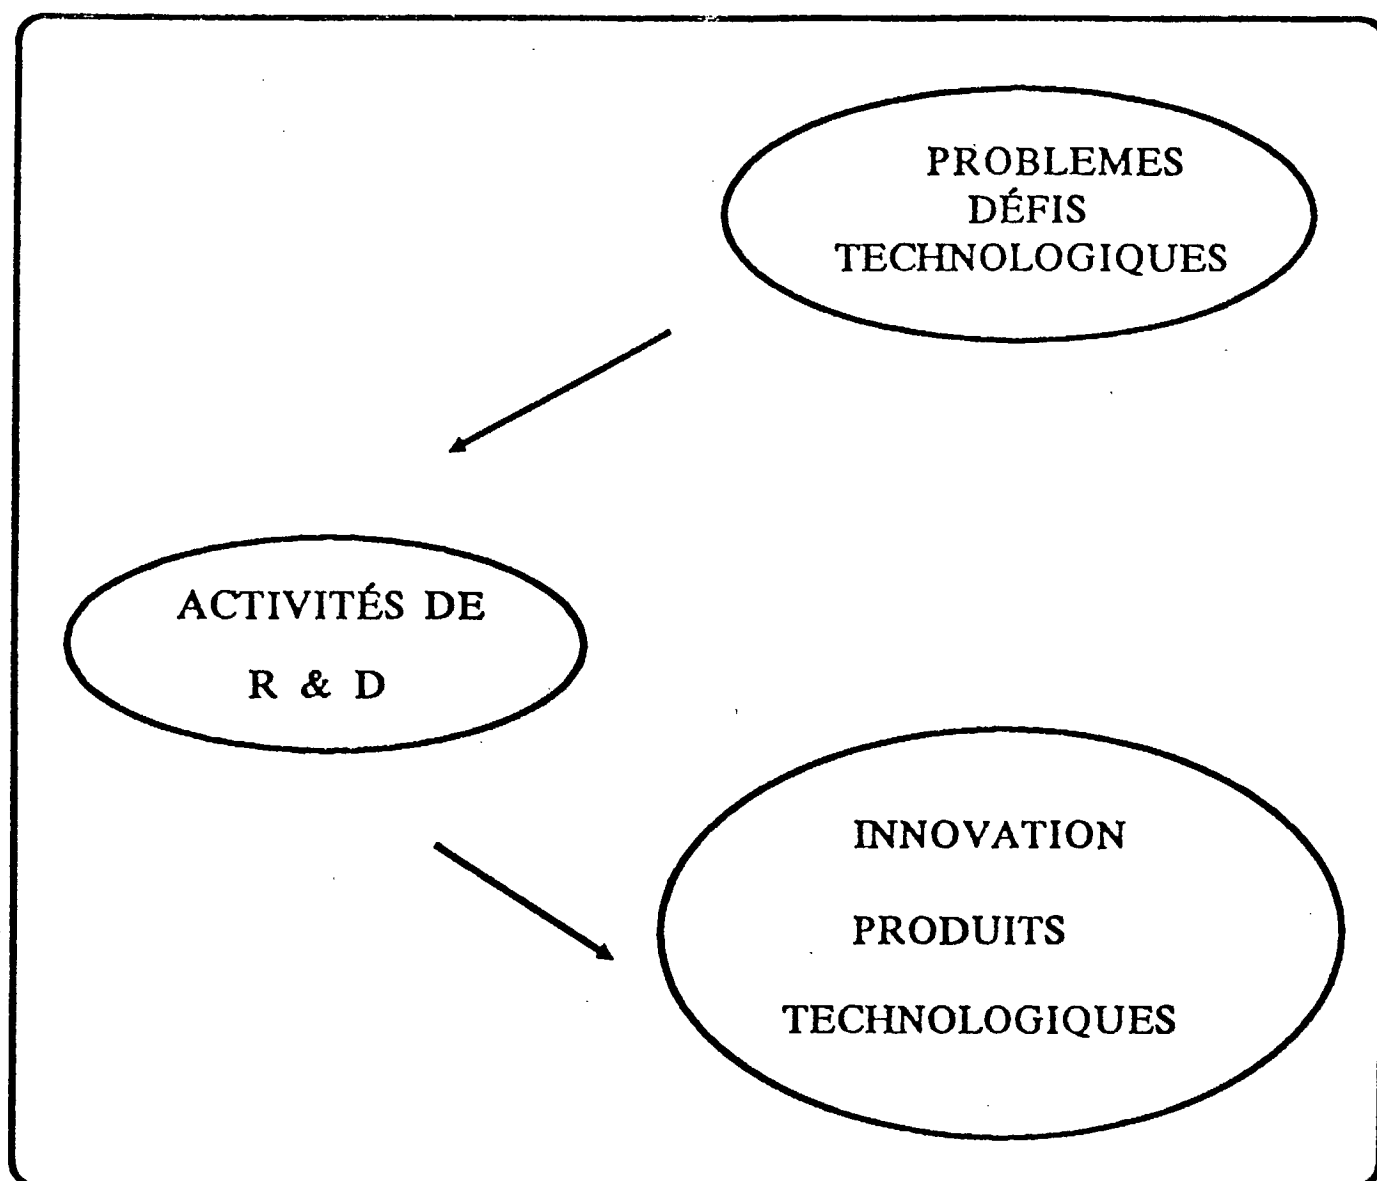 PROBLEMES
DÉFIS
TECHNOLOGIQUES
ACTIVITÉS DE
R & D
INNOVATION
PRODUITS
TECHNOLOGIQUES